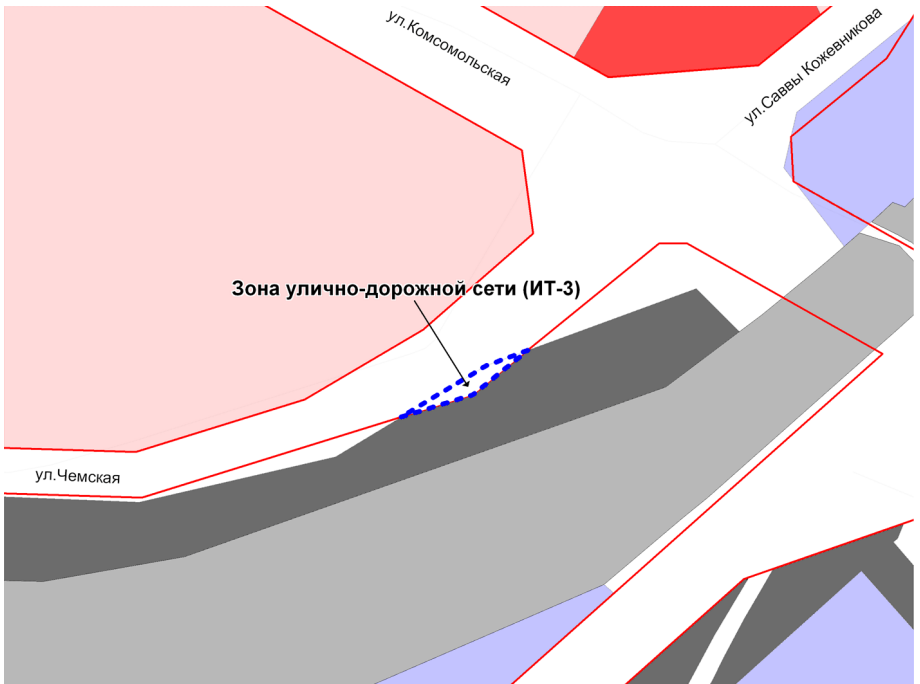 ул.Комсомольская
ул.Саввы Кожевникова
Зона улично-дорожной сети (ИТ-3)
ул.Чемская